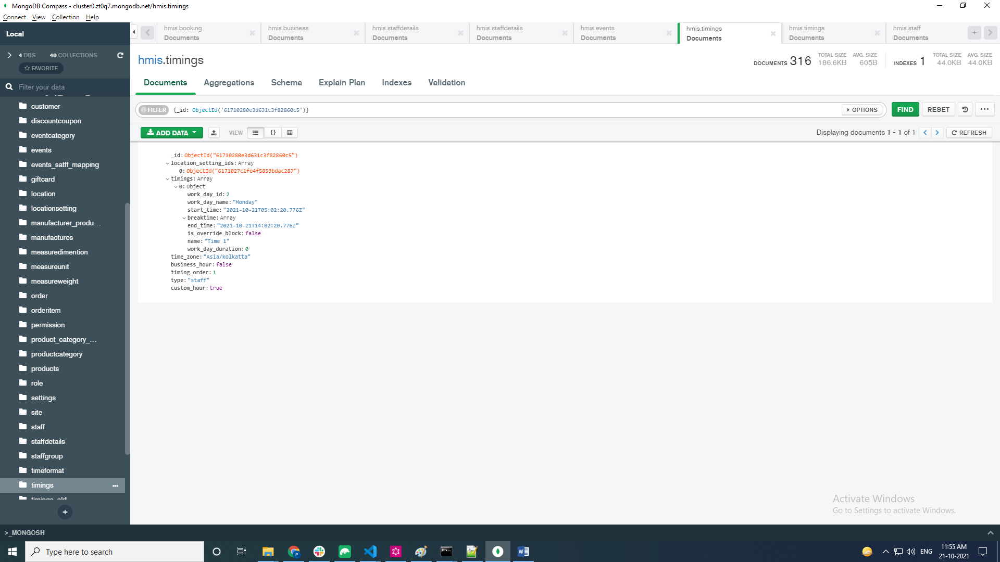 MongoDB Compass - cluster0.zt0q7.mongodb.net/hmis.timings
Connect View Collection Help
Local
4 DBS 40 COLLECTIONS
FAVORITE
Filter your data
customer
discountcoupon
eventcategory
events
events_satff_mapping
giftcard
location
locationsetting
manufacturer_produ...
manufactures
measuredimention
measureunit
measureweight
order
orderitem
permission
product_category_...
productcategory
products
role
settings
site
staff
staffdetails
staffgroup
timeformat
timings
timings_old
hmis.booking
Documents
hmis.business
Documents
hmis.staffdetails
Documents
hmis.staffdetails
Documents
hmis.events
Documents
hmis.timings
Documents
hmis.timings
Documents
hmis.staff
Documents
hmis.timings
DOCUMENTS 316 TOTAL SIZE 186.6KB AVG. SIZE 605B INDEXES 1 TOTAL SIZE 44.0KB AVG. SIZE 44.0KB
Documents Aggregations Schema Explain Plan Indexes Validation
FILTER {_id: ObjectId('61710280e3d631c3f82860c5')} OPTIONS FIND RESET
ADD DATA VIEW {} Displaying documents 1 - 1 of 1 REFRESH
_id: ObjectId("61710280e3d631c3f82860c5")
location_setting_ids: Array
0: ObjectId("6171027c1fe4f5859bdac287")
timings: Array
0: Object
work_day_id: 2
work_day_name: "Monday"
start_time: "2021-10-21T05:02:20.776Z"
breaktime: Array
end_time: "2021-10-21T14:02:20.776Z"
is_override_block: false
name: "Time 1"
work_day_duration: 0
time_zone: "Asia/kolkatta"
business_hour: false
timing_order: 1
type: "staff"
custom_hour: true
Activate Windows
Go to Settings to activate Windows.
>_MONGOSH
Type here to search
ENG
11:55 AM
21-10-2021